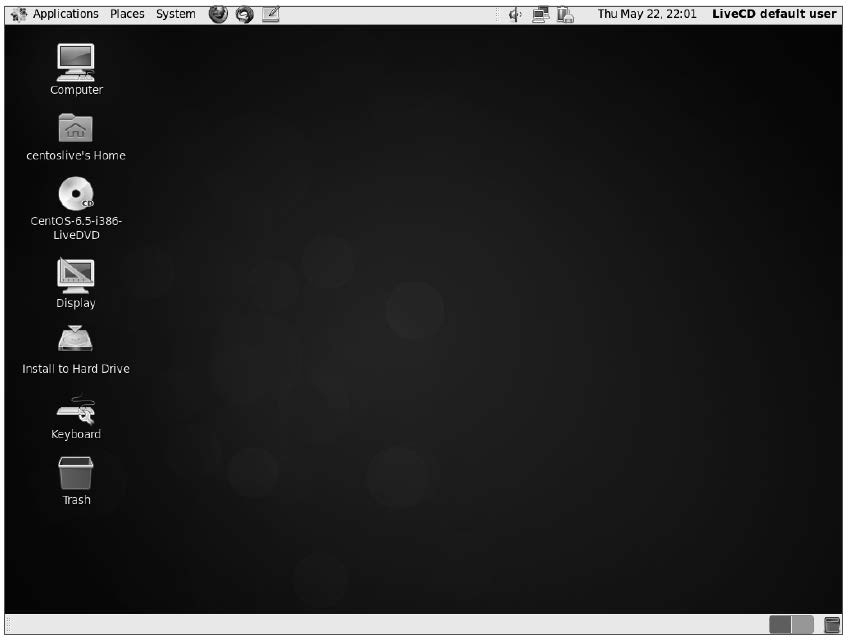 Applications Places System Thu May 22, 22:01 LiveCD default user
Computer
centoslive's Home
CD
CentOS-6.5-i386-
LiveDVD
Display
Install to Hard Drive
Keyboard
Trash